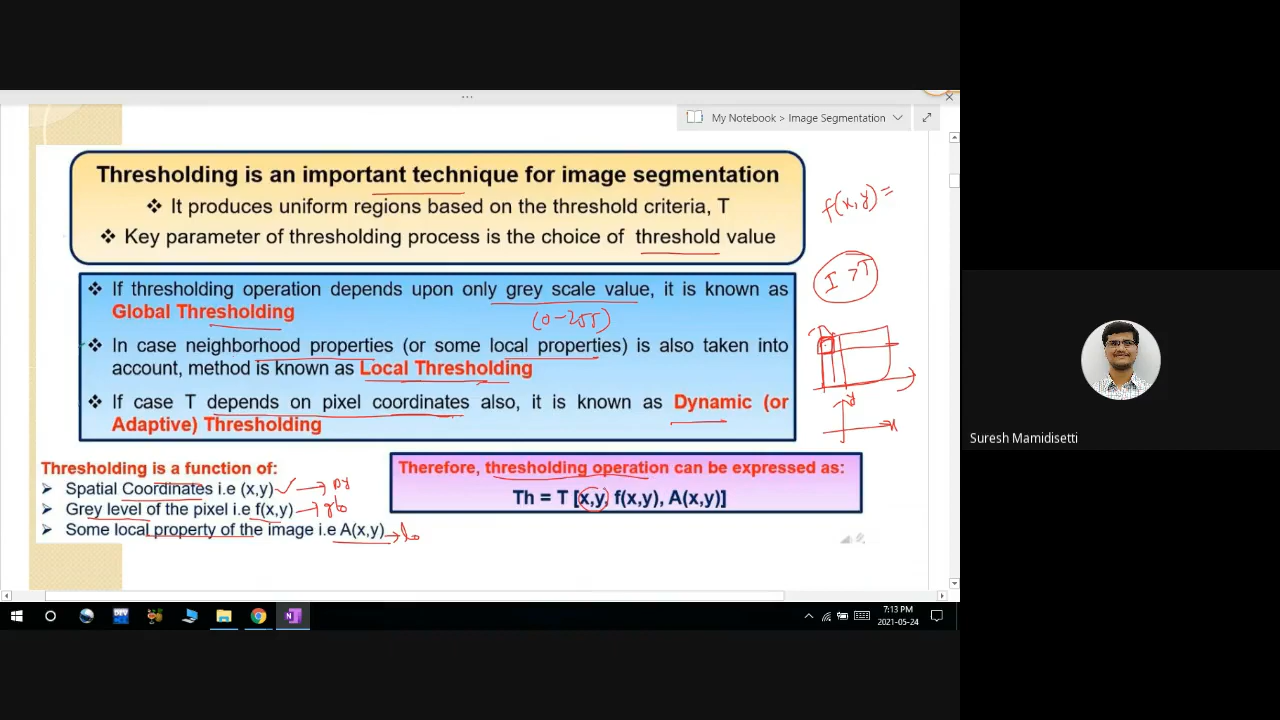 My Notebook > Image Segmentation
Thresholding is an important technique for image segmentation
❖ It produces uniform regions based on the threshold criteria, T
❖ Key parameter of thresholding process is the choice of threshold value
f(x,y)=
I >T
❖ If thresholding operation depends upon only grey scale value, it is known as
Global Thresholding
(0-255)
❖ In case neighborhood properties (or some local properties) is also taken into
account, method is known as Local Thresholding
❖ If case T depends on pixel coordinates also, it is known as Dynamic (or
Adaptive) Thresholding
y
x
Thresholding is a function of:
➢ Spatial Coordinates i.e (x,y)
➢ Grey level of the pixel i.e f(x,y)
➢ Some local property of the image i.e A(x,y) → lo
Therefore, thresholding operation can be expressed as:
Th = T [x,y, f(x,y), A(x,y)]
Suresh Mamidisetti
DEV
7:13 PM
2021-05-24